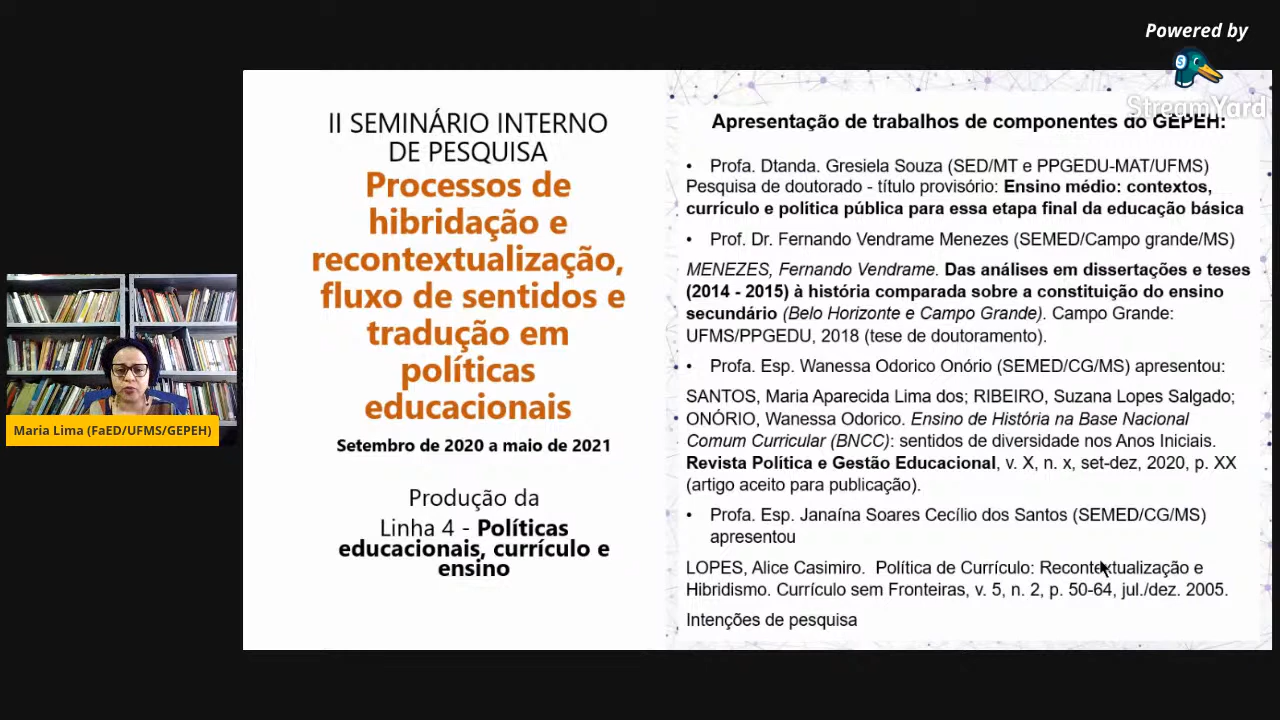 Powered by
StreamYard
II SEMINÁRIO INTERNO
DE PESQUISA
Processos de
hibridação e
recontextualização,
fluxo de sentidos e
tradução em
políticas
educacionais
Setembro de 2020 a maio de 2021
Produção da
Linha 4 - Políticas
educacionais, currículo e
ensino
Apresentação de trabalhos de componentes do GEPEH:
• Profa. Dtanda. Gresiela Souza (SED/MT e PPGEDU-MAT/UFMS)
Pesquisa de doutorado - título provisório: Ensino médio: contextos,
currículo e política pública para essa etapa final da educação básica
• Prof. Dr. Fernando Vendrame Menezes (SEMED/Campo grande/MS)
MENEZES, Fernando Vendrame. Das análises em dissertações e teses
(2014 - 2015) à história comparada sobre a constituição do ensino
secundário (Belo Horizonte e Campo Grande). Campo Grande:
UFMS/PPGEDU, 2018 (tese de doutoramento).
• Profa. Esp. Wanessa Odorico Onório (SEMED/CG/MS) apresentou:
SANTOS, Maria Aparecida Lima dos; RIBEIRO, Suzana Lopes Salgado;
ONÓRIO, Wanessa Odorico. Ensino de História na Base Nacional
Comum Curricular (BNCC): sentidos de diversidade nos Anos Iniciais.
Revista Política e Gestão Educacional, v. X, n. x, set-dez, 2020, p. XX
(artigo aceito para publicação).
• Profa. Esp. Janaína Soares Cecílio dos Santos (SEMED/CG/MS)
apresentou
LOPES, Alice Casimiro. Política de Currículo: Recontextualização e
Hibridismo. Currículo sem Fronteiras, v. 5, n. 2, p. 50-64, jul./dez. 2005.
Intenções de pesquisa
Maria Lima (FaED/UFMS/GEPEH)